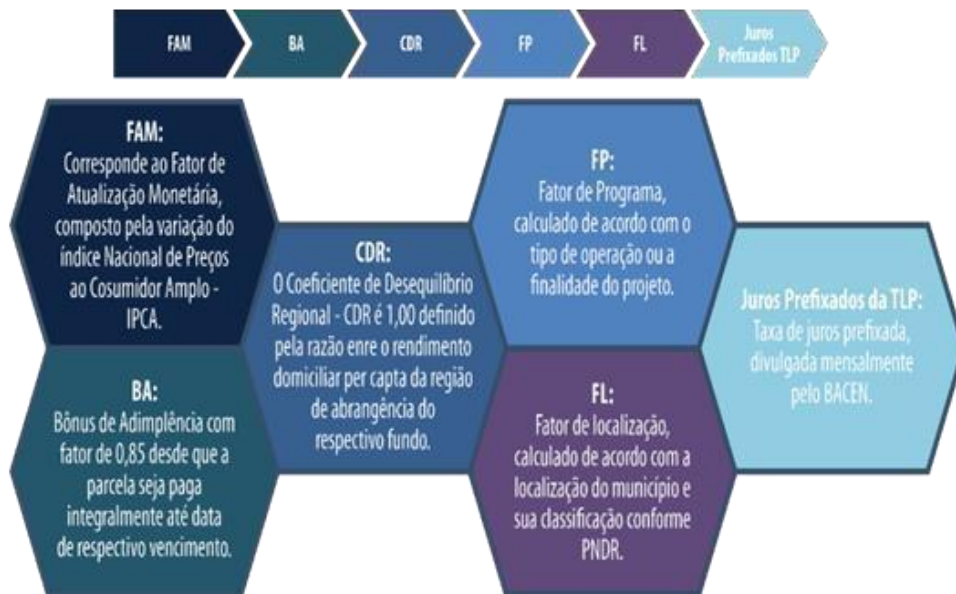 FAM
BA
CDR
FP
FL
Juros
Prefixados TLP
FAM:
Corresponde ao Fator de
Atualização Monetária,
composto pela variação do
índice Nacional de Preços
ao Cosumidor Amplo -
IPCA.
BA:
Bônus de Adimplência com
fator de 0,85 desde que a
parcela seja paga
integralmente até data
de respectivo vencimento.
CDR:
O Coeficiente de Desequilíbrio
Regional - CDR é 1,00 definido
pela razão enre o rendimento
domiciliar per capta da região
de abrangência do
respectivo fundo.
FP:
Fator de Programa,
calculado de acordo com o
tipo de operação ou a
finalidade do projeto.
FL:
Fator de localização,
calculado de acordo com a
localização do município e
sua classificação conforme
PNDR.
Juros Prefixados da TLP:
Taxa de juros prefixada,
divulgada mensalmente
pelo BACEN.